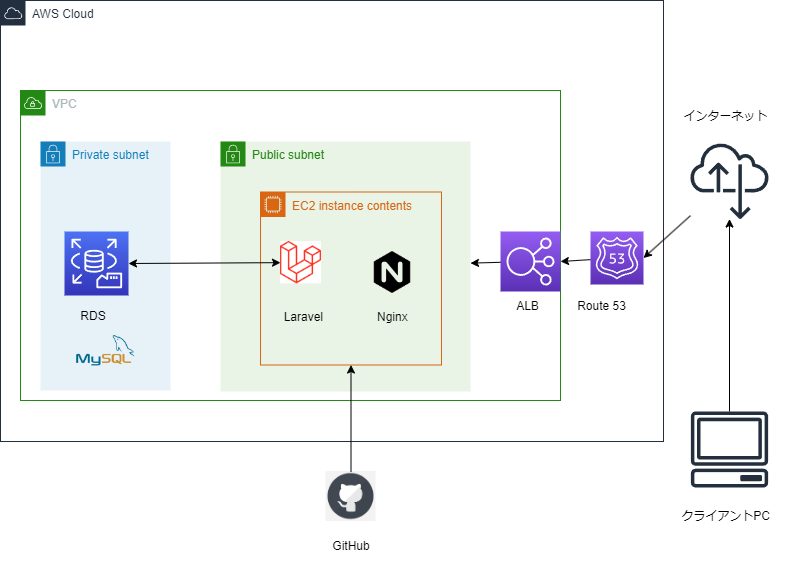 AWS Cloud
インターネット
VPC
Private subnet
Public subnet
EC2 instance contents
53
RDS
Laravel
Nginx
ALB
Route 53
MySQL
クライアントPC
GitHub